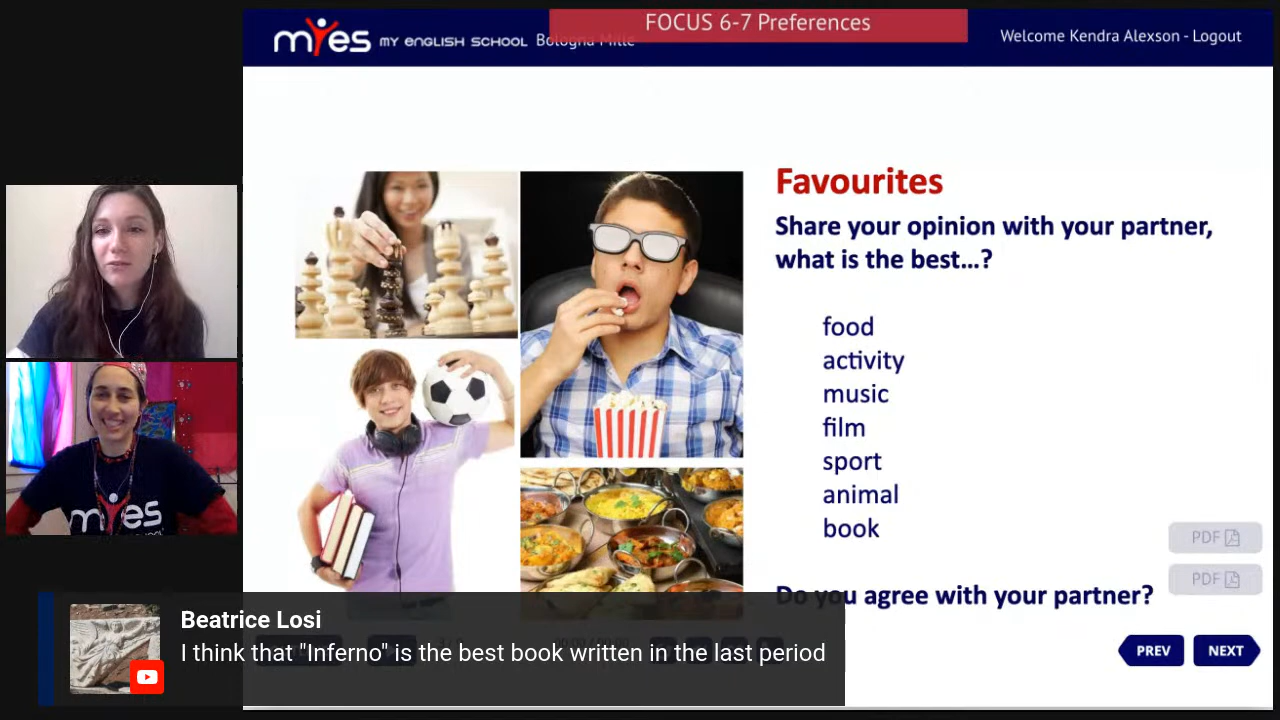 FOCUS 6-7 Preferences
myes MY ENGLISH SCHOOL Bologna Mille
Welcome Kendra Alexson - Logout
Favourites
Share your opinion with your partner,
what is the best...?
food
activity
music
film
sport
animal
book
Do you agree with your partner?
PDF
PDF
PREV
NEXT
myes
Beatrice Losi
I think that "Inferno" is the best book written in the last period